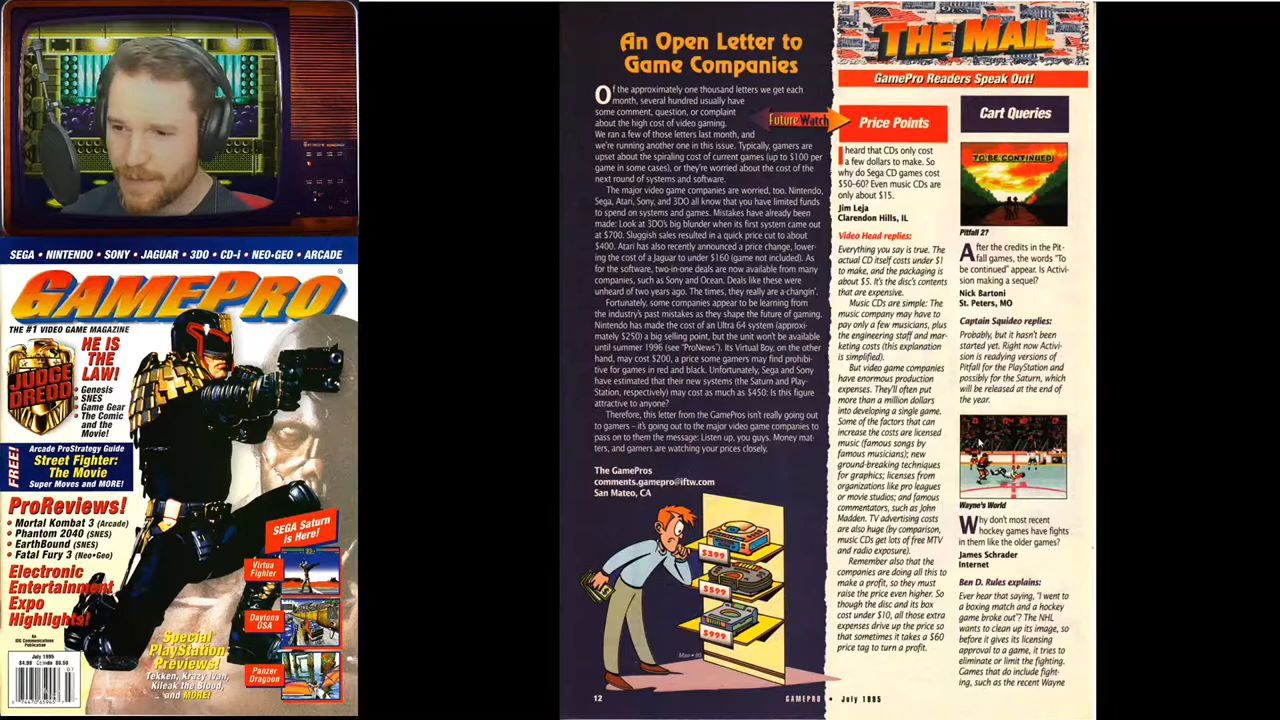 SEGA • NINTENDO • SONY • JAGUAR • 3DO • CD-i • NEO•GEO • ARCADE
GAMEPRO
THE #1 VIDEO GAME MAGAZINE
JUDGE
DREDD
HE IS
THE
LAW!
• Genesis
• SNES
• Game Gear
• The Comic
and the
Movie!
FREE!
Arcade ProStrategy Guide
Street Fighter:
The Movie
Super Moves and MORE!
ProReviews!
• Mortal Kombat 3 (Arcade)
• Phantom 2040 (SNES)
• EarthBound (SNES)
• Fatal Fury 3 (Neo•Geo)
Electronic
Entertainment
Expo
Highlights!
SEGA Saturn
is Here!
Virtua
Fighter
Daytona
USA
Panzer
Dragoon
Special
PlayStation
Previews!
Tekken, Krazy Ivan,
Kileak the Blood,
and MORE!
An
IDG Communications
Publication
July 1995
$4.99 Canada $6.50
An Open Letter to
Game Companies
Of the approximately one thousand letters we get each
month, several hundred usually have
some comment, question, or complaint
about the high cost of video gaming.
We ran a few of those letters last month, and
we're running another one in this issue. Typically, gamers are
upset about the spiraling cost of current games (up to $100 per
game in some cases), or they're worried about the cost of the
next round of systems and software.
The major video game companies are worried, too. Nintendo,
Sega, Atari, Sony, and 3DO all know that you have limited funds
to spend on systems and games. Mistakes have already been
made: Look at 3DO's big blunder when its first system came out
at $700. Sluggish sales resulted in a quick price cut to about
$400. Atari has also recently announced a price change, lower-
ing the cost of a Jaguar to under $160 (game not included). As
for the software, two-in-one deals are now available from many
companies, such as Sony and Ocean. Deals like these were
unheard of two years ago. The times, they really are a-changin'.
Fortunately, some companies appear to be learning from
the industry's past mistakes as they shape the future of gaming.
Nintendo has made the cost of an Ultra 64 system (approxi-
mately $250) a big selling point, but the unit won't be available
until summer 1996 (see "ProNews"). Its Virtual Boy, on the other
hand, may cost $200, a price some gamers may find prohibi-
tive for games in red and black. Unfortunately, Sega and Sony
have estimated that their new systems (the Saturn and Play-
Station, respectively) may cost as much as $450: Is this figure
attractive to anyone?
Therefore, this letter from the GamePros isn't really going out
to gamers – it's going out to the major video game companies to
pass on to them the message: Listen up, you guys. Money mat-
ters, and gamers are watching your prices closely.
The GamePros
comments.gamepro@iftw.com
San Mateo, CA
$399
$599
$999
12
GAMEPRO • July 1995
THE MAIL
GamePro Readers Speak Out!
FutureWatch
Price Points
I heard that CDs only cost
a few dollars to make. So
why do Sega CD games cost
$50-60? Even music CDs are
only about $15.
Jim Leja
Clarendon Hills, IL
Video Head replies:
Everything you say is true. The
actual CD itself costs under $1
to make, and the packaging is
about $5. It's the disc's contents
that are expensive.
Music CDs are simple: The
music company may have to
pay only a few musicians, plus
the engineering staff and mar-
keting costs (this explanation
is simplified).
But video game companies
have enormous production
expenses. They'll often put
more than a million dollars
into developing a single game.
Some of the factors that can
increase the costs are licensed
music (famous songs by
famous musicians); new
ground-breaking techniques
for graphics; licenses from
organizations like pro leagues
or movie studios; and famous
commentators, such as John
Madden. TV advertising costs
are also huge (by comparison,
music CDs get lots of free MTV
and radio exposure).
Remember also that the
companies are doing all this to
make a profit, so they must
raise the price even higher. So
though the disc and its box
cost under $10, all those extra
expenses drive up the price so
that sometimes it takes a $60
price tag to turn a profit.
Cart Queries
TO BE CONTINUED!
Pitfall 2?
After the credits in the Pit-
fall games, the words "To
be continued" appear. Is Activi-
sion making a sequel?
Nick Bartoni
St. Peters, MO
Captain Squideo replies:
Probably, but it hasn't been
started yet. Right now Activi-
sion is readying versions of
Pitfall for the PlayStation and
possibly for the Saturn, which
will be released at the end of
the year.
Wayne's World
Why don't most recent
hockey games have fights
in them like the older games?
James Schrader
Internet
Ben D. Rules explains:
Ever hear that saying, "I went to
a boxing match and a hockey
game broke out"? The NHL
wants to clean up its image, so
before it gives its licensing
approval to a game, it tries to
eliminate or limit the fighting.
Games that do include fight-
ing, such as the recent Wayne